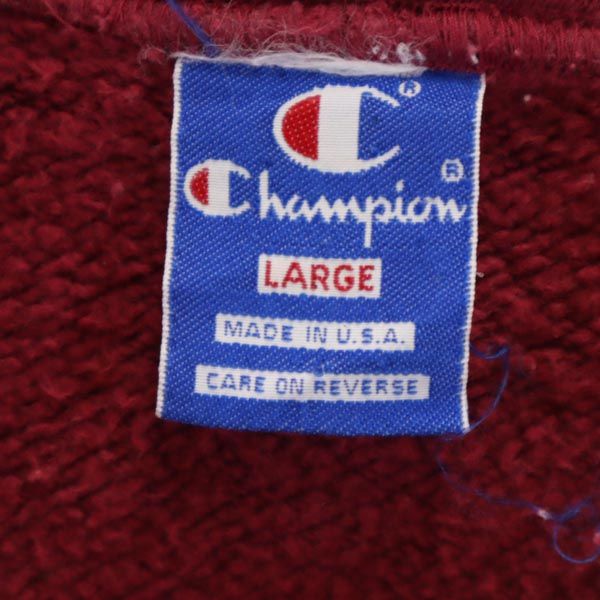 C®
Champion®
LARGE
MADE IN U.S.A.
CARE ON REVERSE